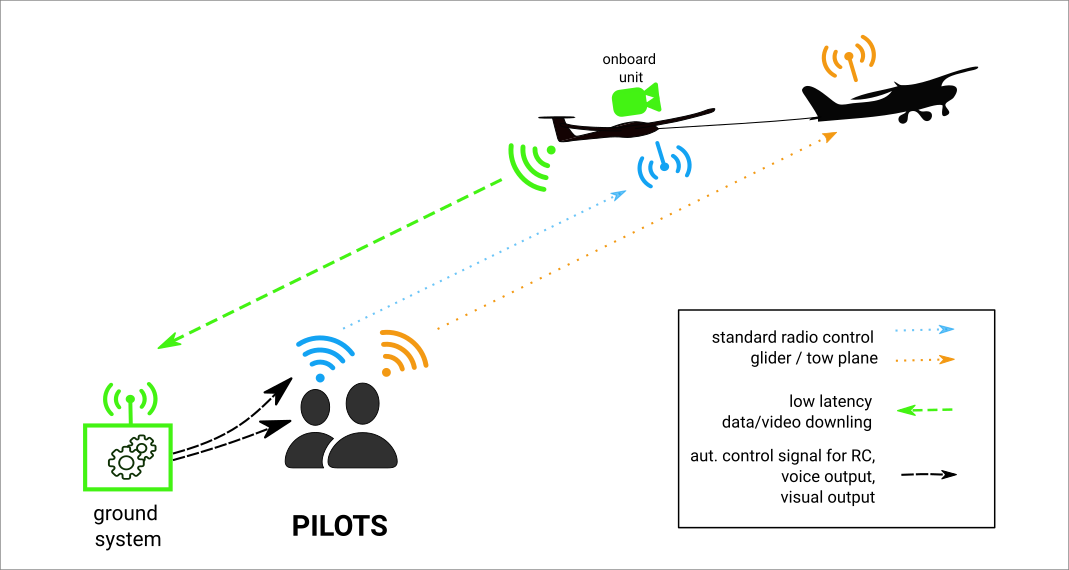 onboard
unit
standard radio control
glider / tow plane
low latency
data/video downling
aut. control signal for RC,
voice output,
visual output
ground
system
PILOTS